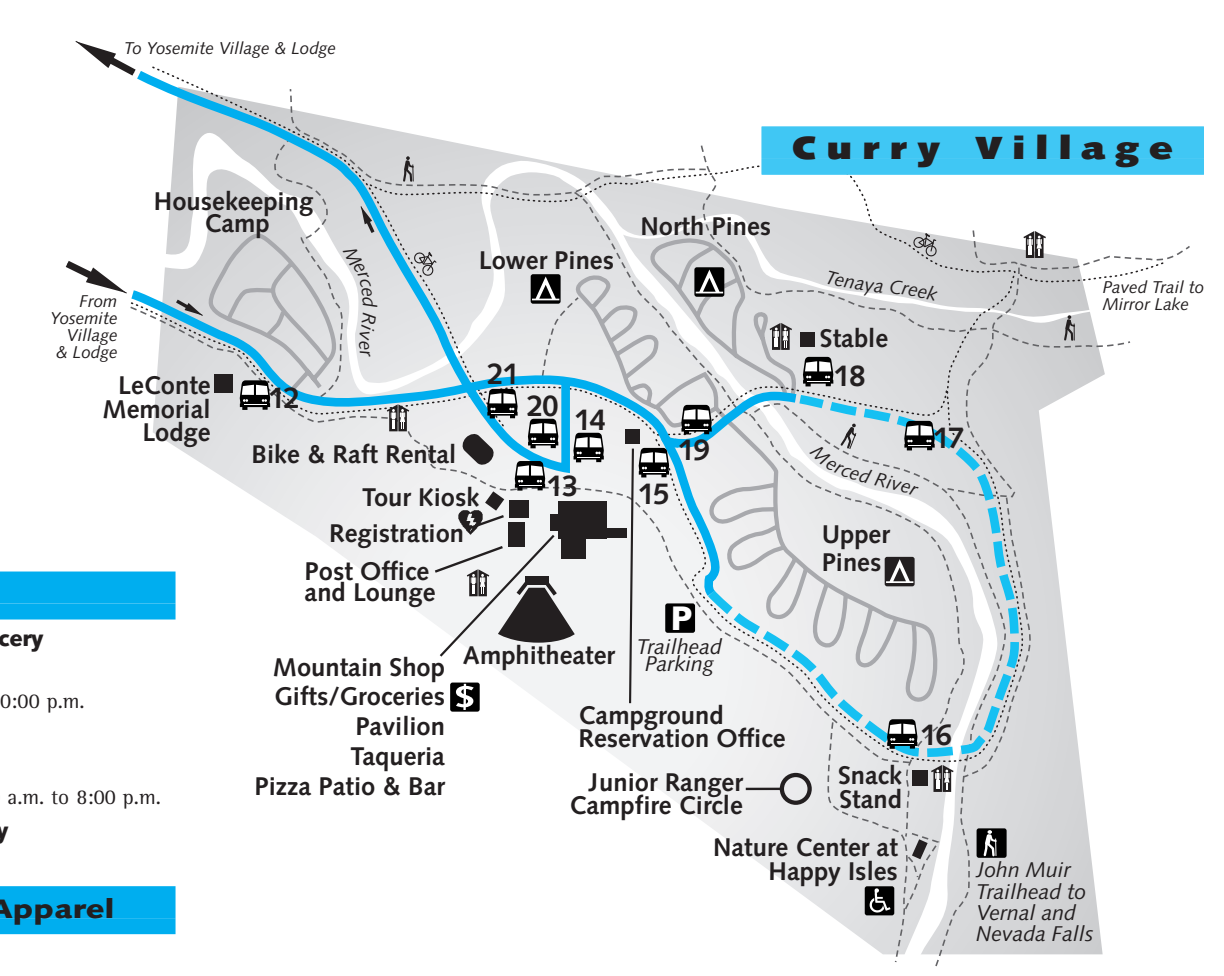 To Yosemite Village & Lodge
Curry Village
Housekeeping
Camp
North Pines
Lower Pines
Merced River
Tenaya Creek
Paved Trail to
Mirror Lake
From
Yosemite
Village
& Lodge
Stable
18
LeConte
Memorial
Lodge
12
21
20
14
19
17
15
13
Bike & Raft Rental
Merced River
Tour Kiosk
Registration
Post Office
and Lounge
Upper
Pines
P
Trailhead
Parking
Amphitheater
Mountain Shop
Gifts/Groceries $
Pavilion
Taqueria
Pizza Patio & Bar
Campground
Reservation Office
16
Snack
Stand
Junior Ranger
Campfire Circle
Nature Center at
Happy Isles
John Muir
Trailhead to
Vernal and
Nevada Falls
cery
0:00 p.m.
a.m. to 8:00 p.m.
y
Apparel